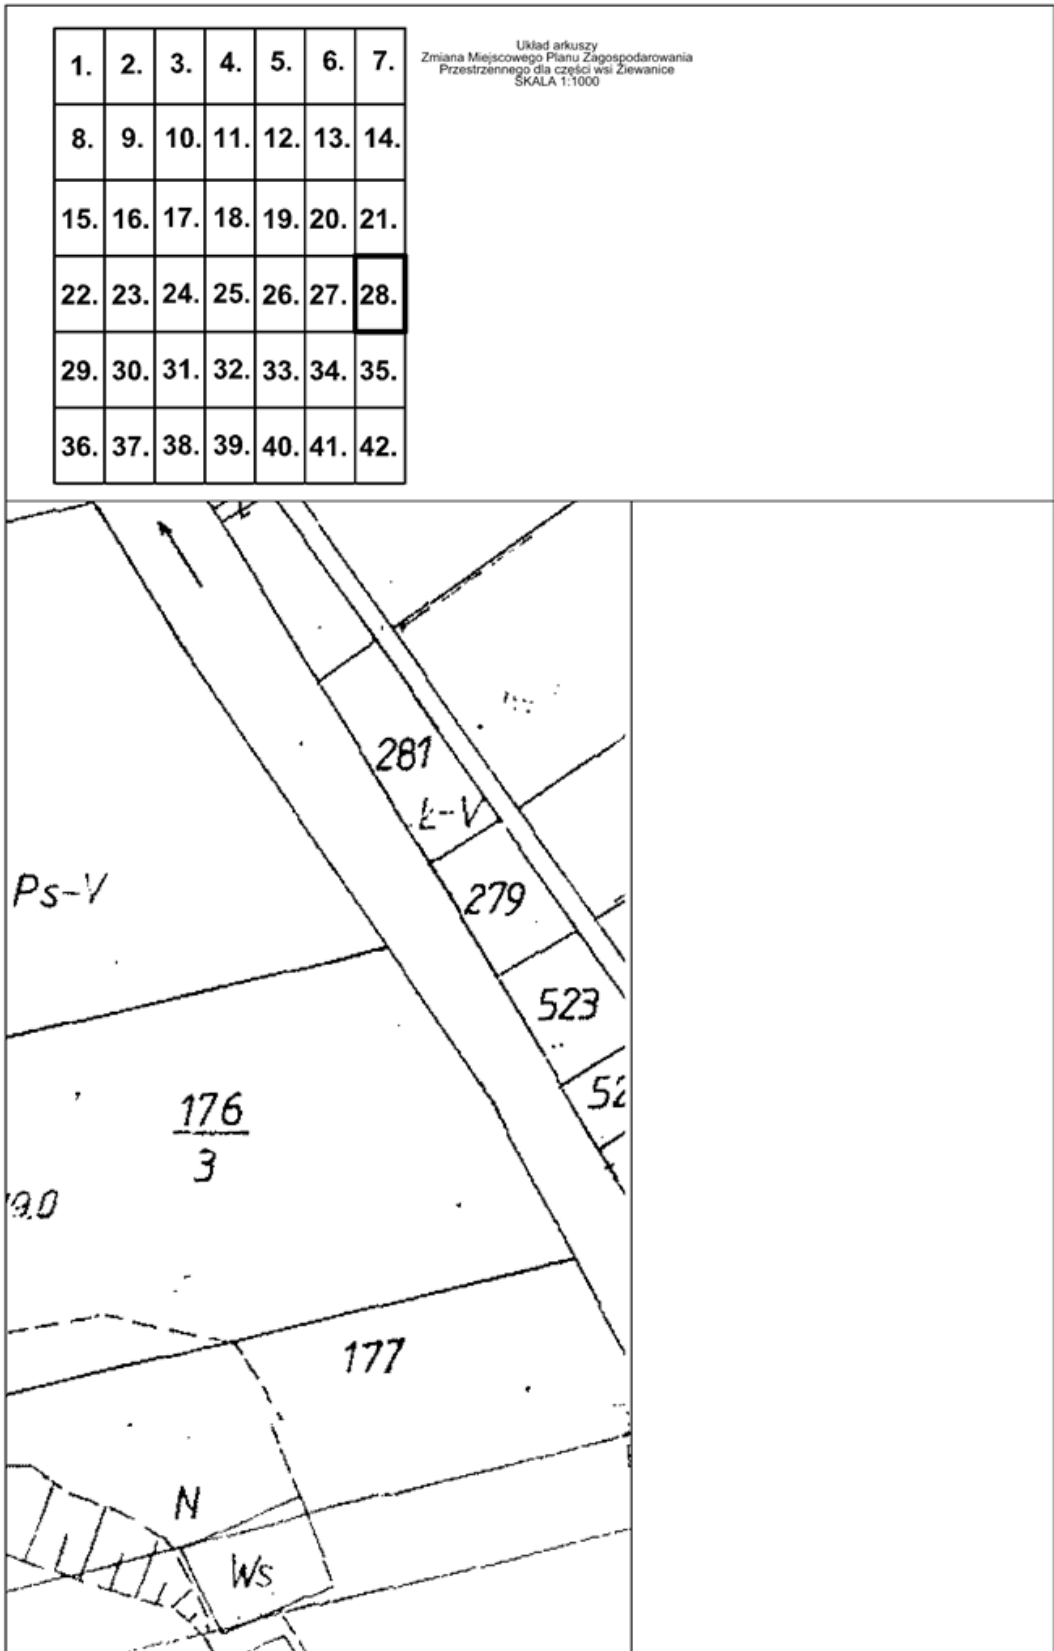 1. 2. 3. 4. 5. 6. 7.
8. 9. 10. 11. 12. 13. 14.
15. 16. 17. 18. 19. 20. 21.
22. 23. 24. 25. 26. 27. 28.
29. 30. 31. 32. 33. 34. 35.
36. 37. 38. 39. 40. 41. 42.
Układ arkuszy
Zmiana Miejscowego Planu Zagospodarowania
Przestrzennego dla części wsi Ziewanice
SKALA 1:1000
281
Ł-V
Ps-V
279
523
52
176
3
9.0
177
N
Ws